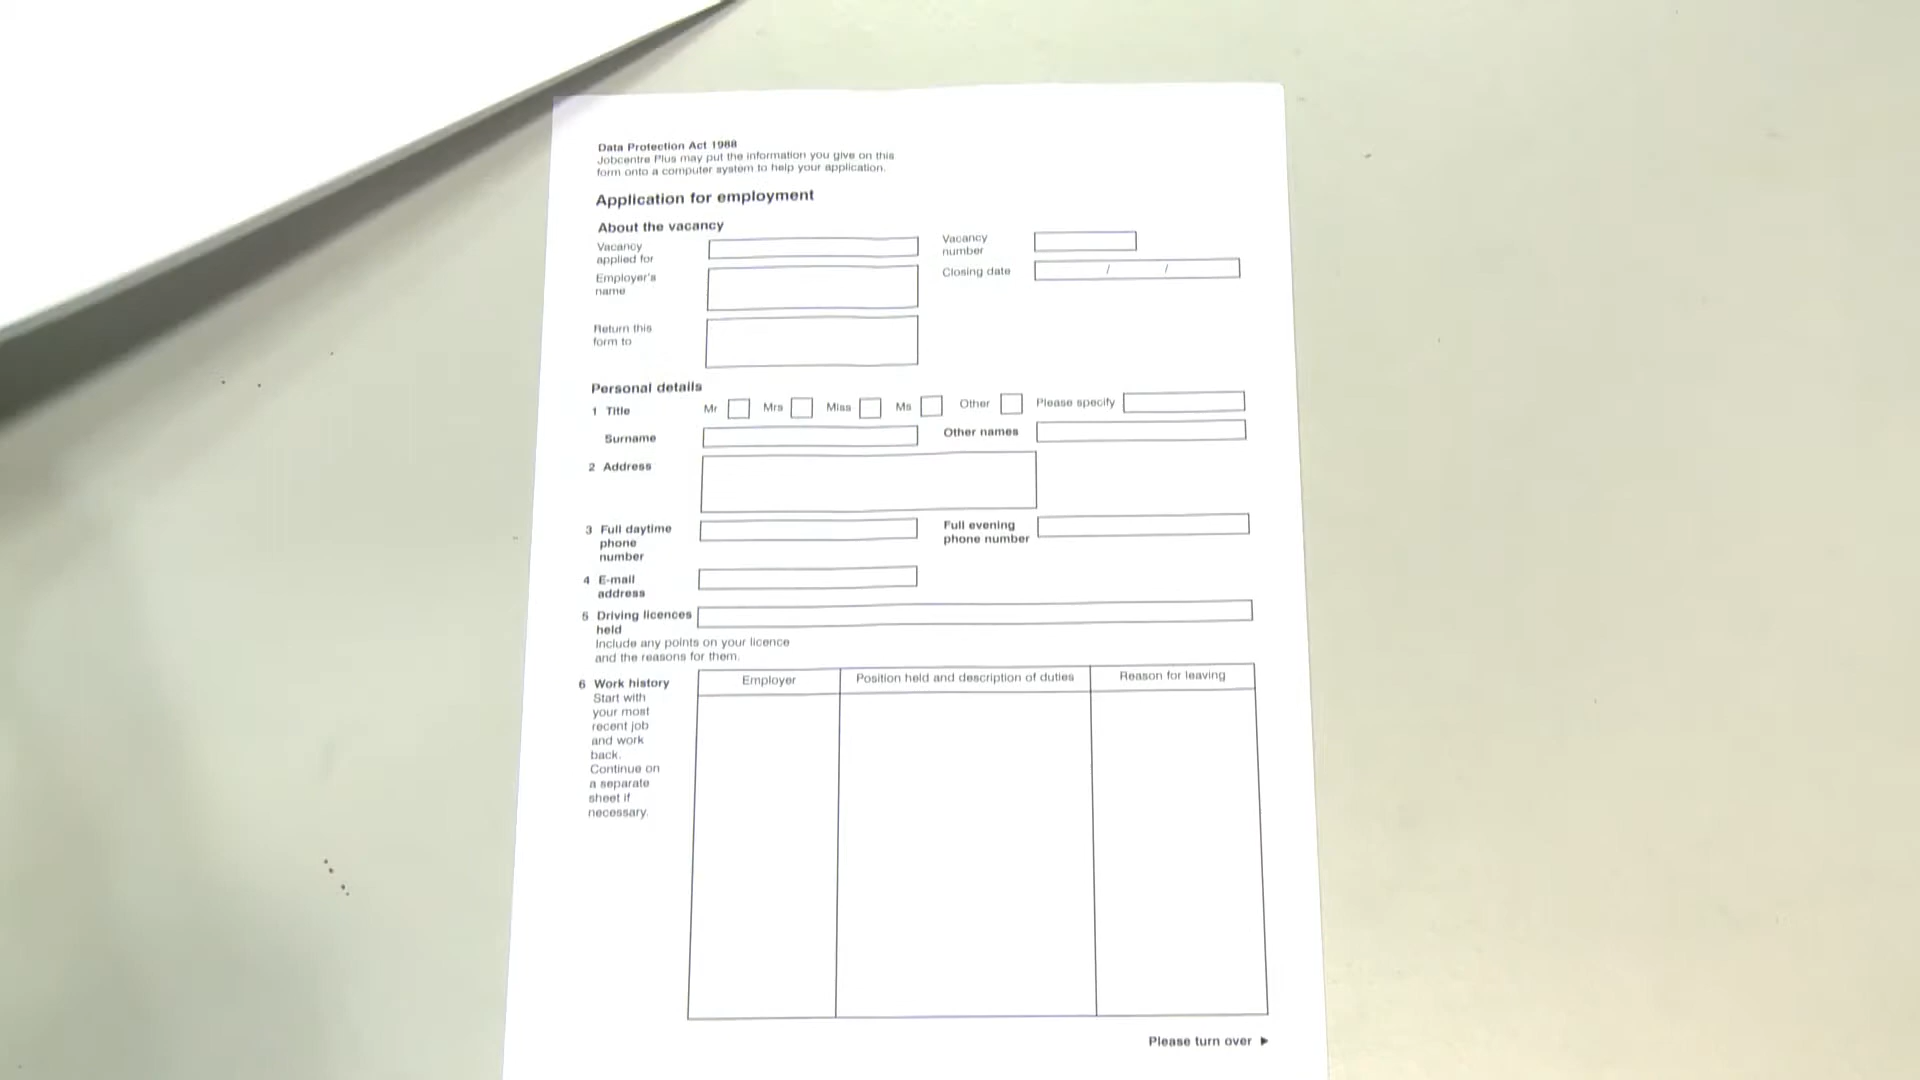 Data Protection Act 1988
Jobcentre Plus may put the information you give on this
form onto a computer system to help your application.
Application for employment
About the vacancy
Vacancy
applied for
Vacancy
number
Employer's
name
Closing date / /
Return this
form to
Personal details
1 Title Mr Mrs Miss Ms Other Please specify
Surname Other names
2 Address
3 Full daytime
phone
number
Full evening
phone number
4 E-mail
address
5 Driving licences
held
Include any points on your licence
and the reasons for them.
6 Work history
Start with
your most
recent job
and work
back.
Continue on
a separate
sheet if
necessary.
Employer Position held and description of duties Reason for leaving
Please turn over ►